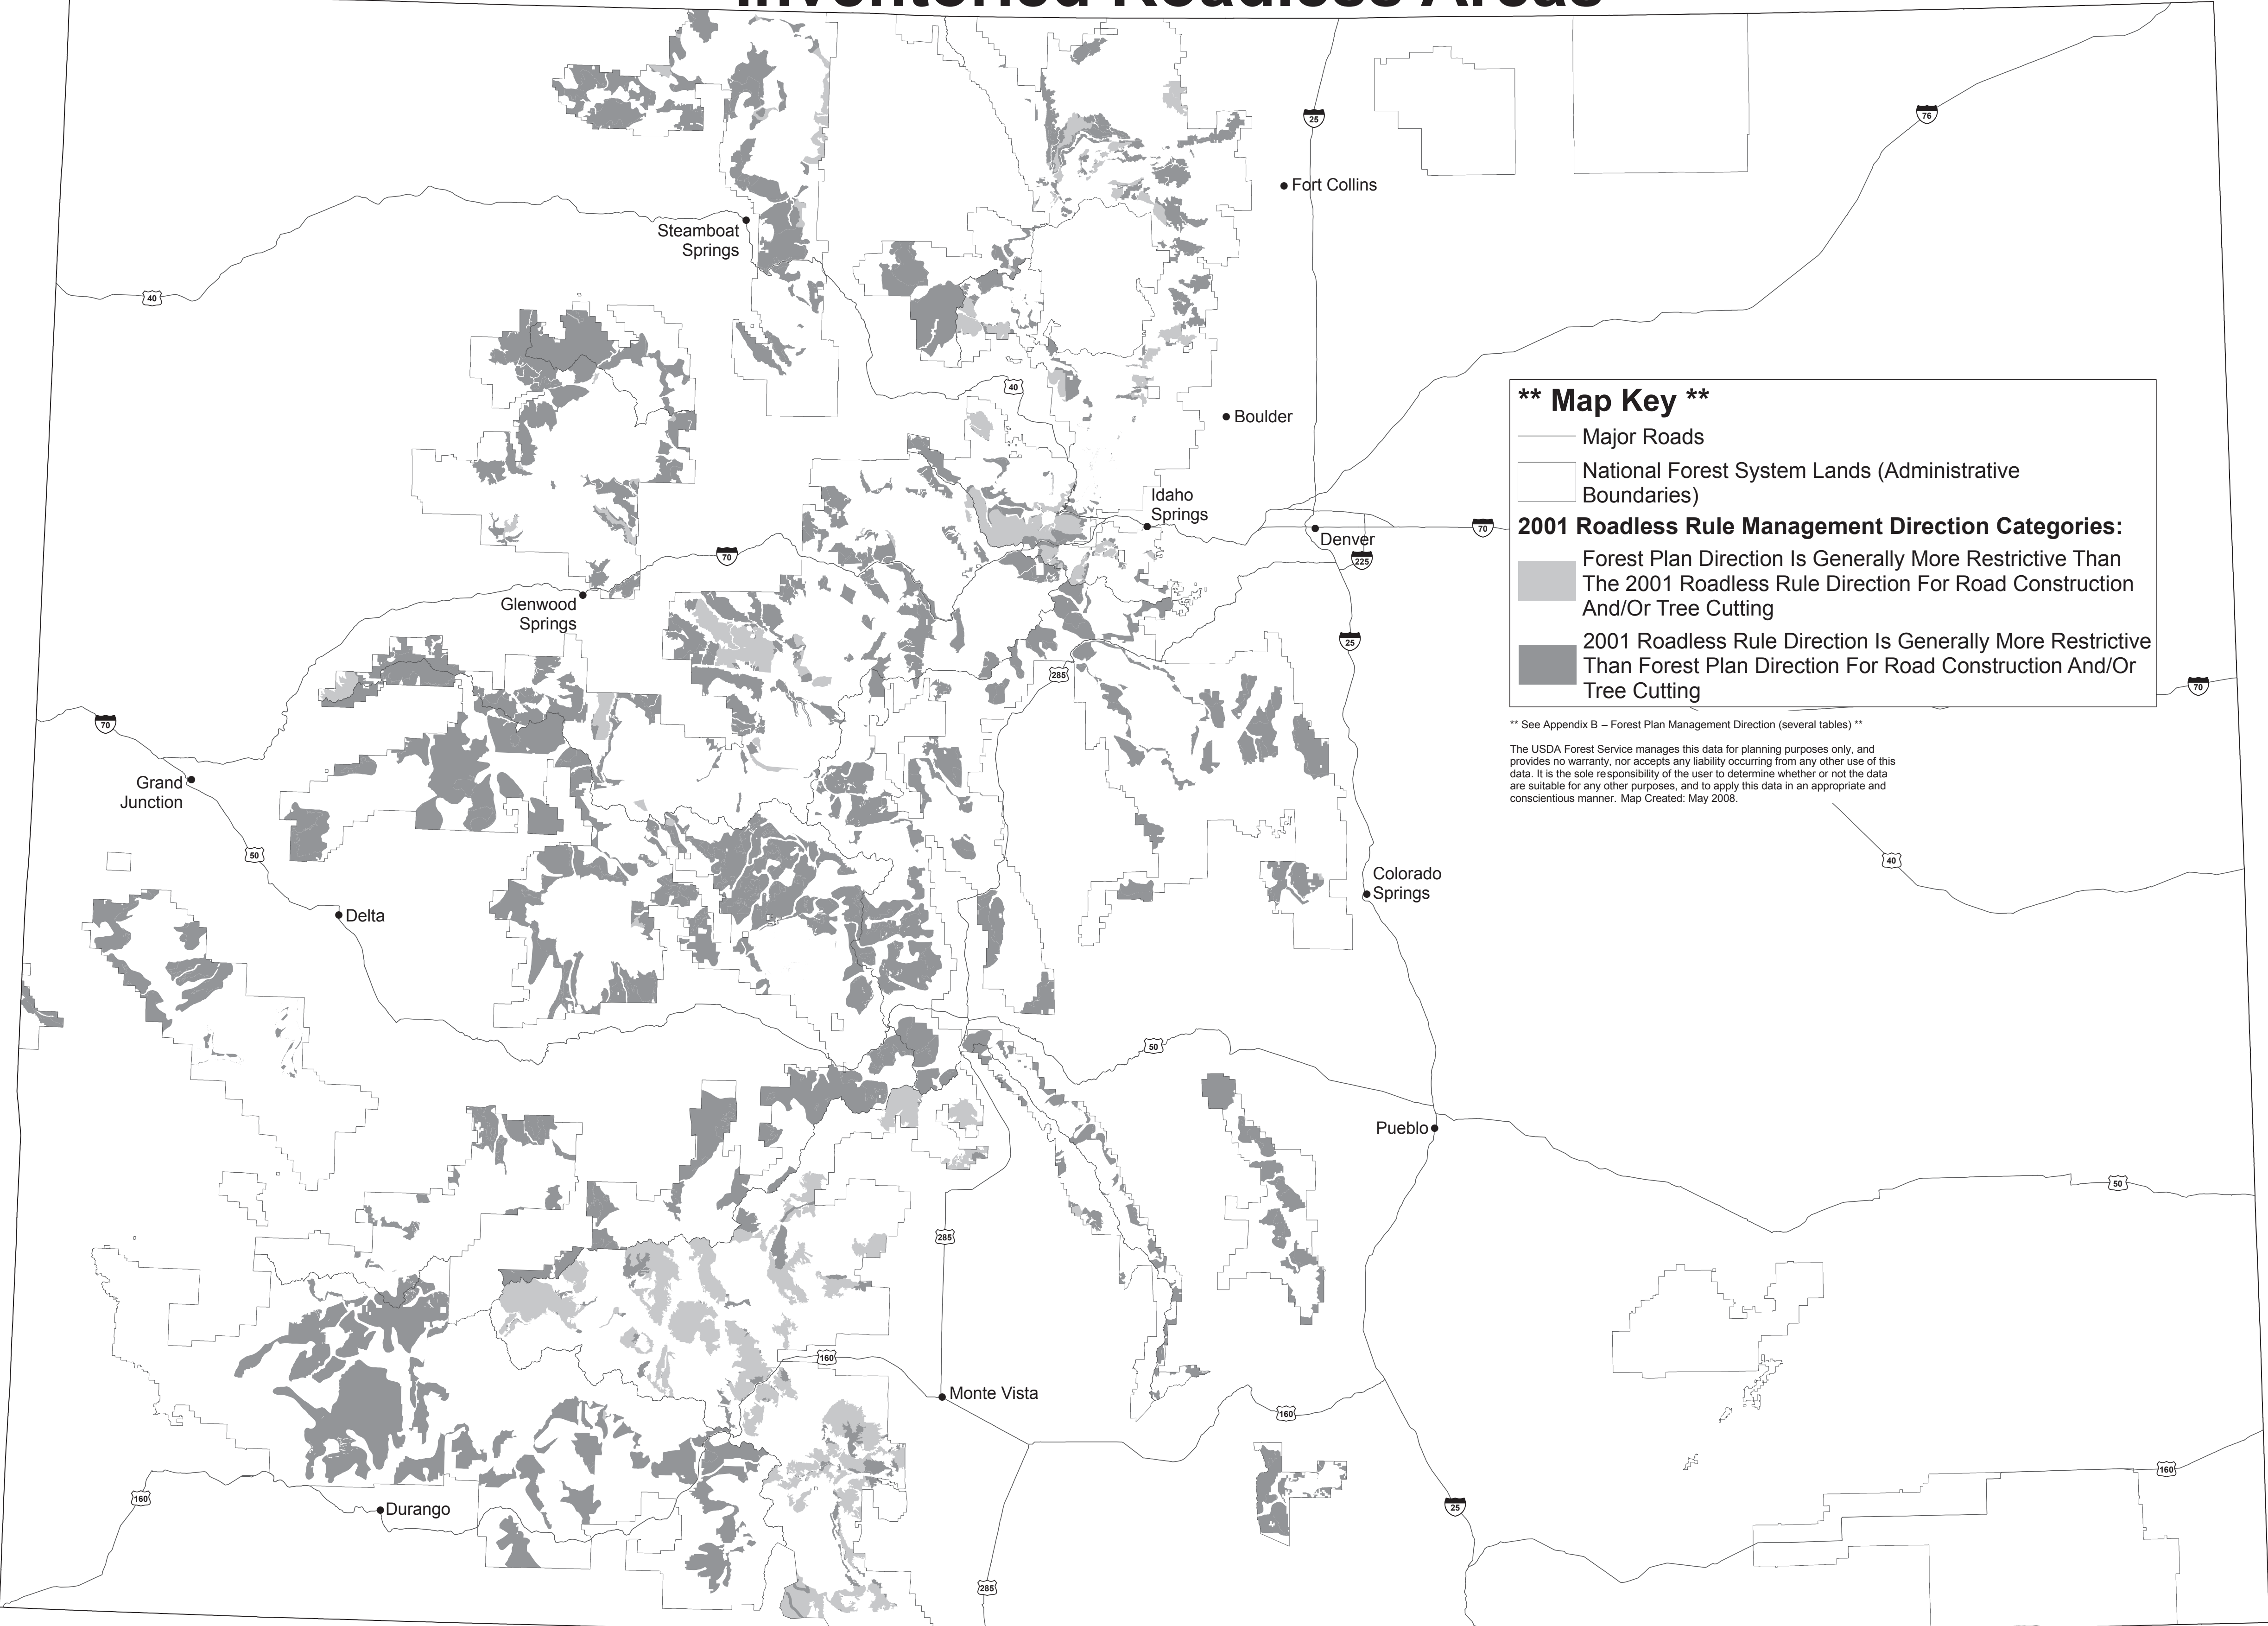 Inventoried Roadless Areas
25
76
Fort Collins
Steamboat
Springs
40
40
Boulder
** Map Key **
Major Roads
National Forest System Lands (Administrative
Boundaries)
2001 Roadless Rule Management Direction Categories:
Forest Plan Direction Is Generally More Restrictive Than
The 2001 Roadless Rule Direction For Road Construction
And/Or Tree Cutting
2001 Roadless Rule Direction Is Generally More Restrictive
Than Forest Plan Direction For Road Construction And/Or
Tree Cutting
** See Appendix B – Forest Plan Management Direction (several tables) **
The USDA Forest Service manages this data for planning purposes only, and
provides no warranty, nor accepts any liability occurring from any other use of this
data. It is the sole responsibility of the user to determine whether or not the data
are suitable for any other purposes, and to apply this data in an appropriate and
conscientious manner. Map Created: May 2008.
Idaho
Springs
70
Denver
225
70
Glenwood
Springs
25
285
70
70
Grand
Junction
50
40
Colorado
Springs
Delta
50
Pueblo
50
285
160
Monte Vista
160
160
160
Durango
25
285